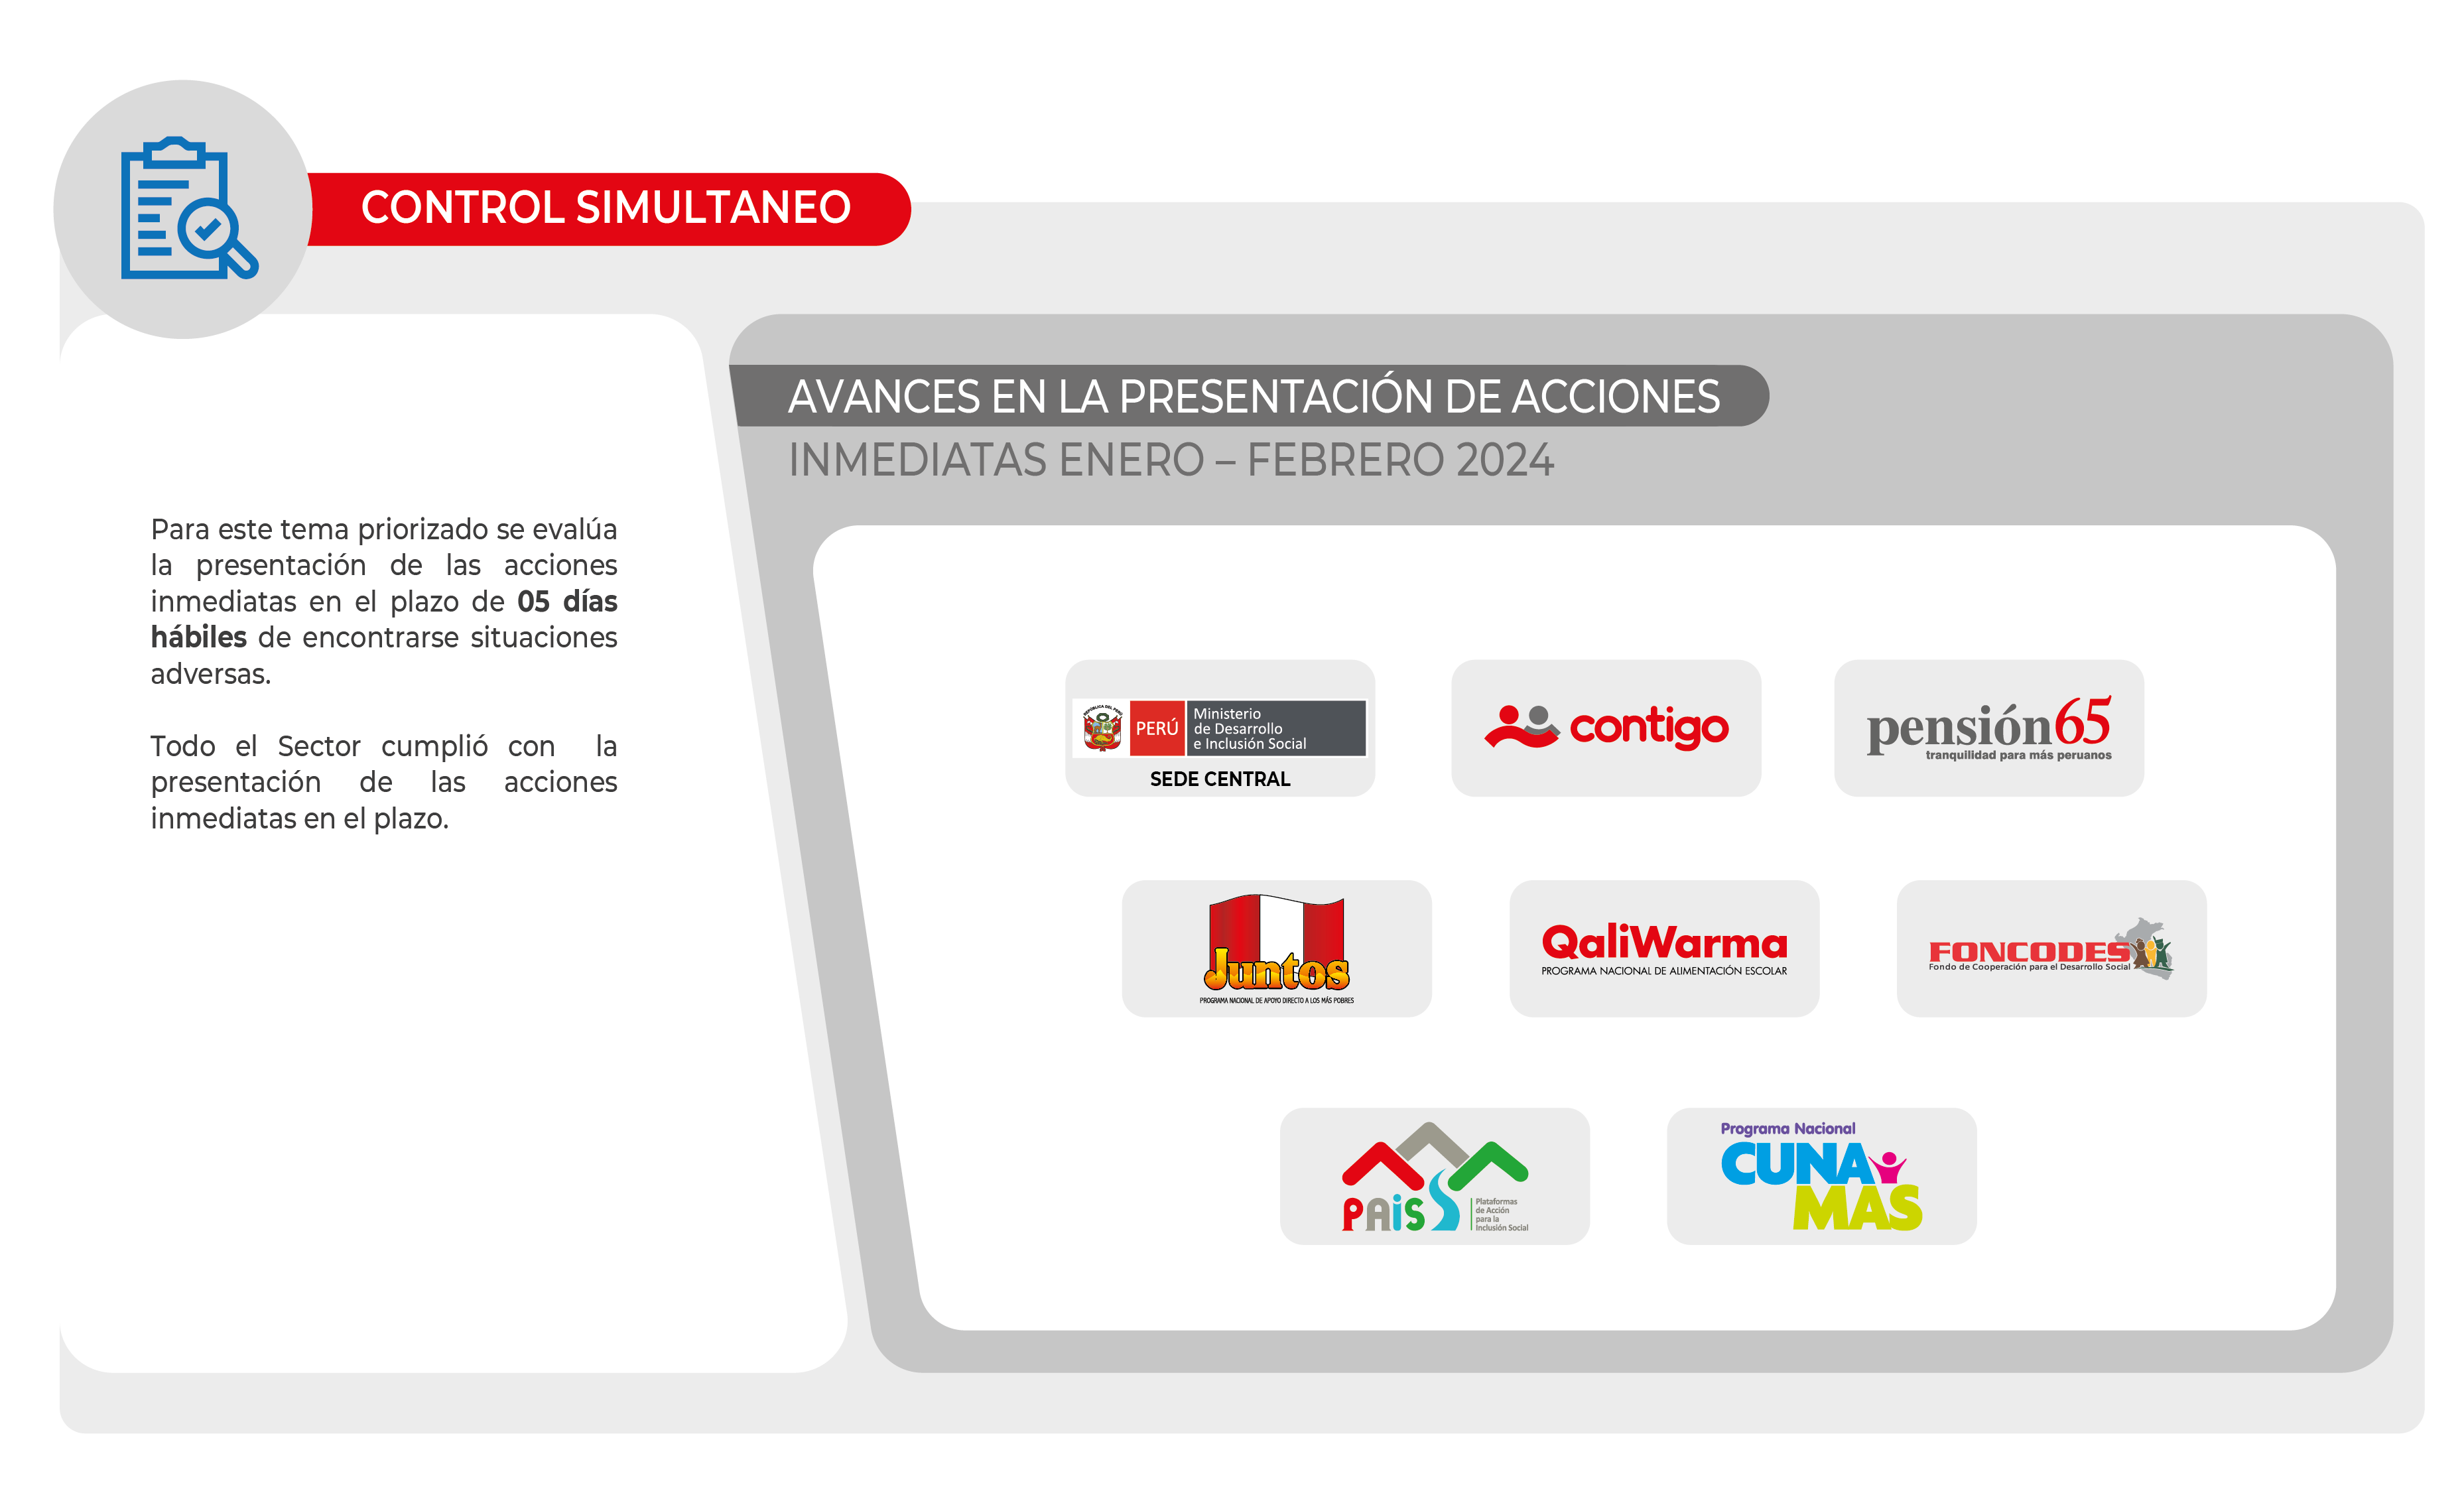 CONTROL SIMULTANEO
Para este tema priorizado se evalúa
la presentación de las acciones
inmediatas en el plazo de 05 días
hábiles de encontrarse situaciones
adversas.
Todo el Sector cumplió con la
presentación de las acciones
inmediatas en el plazo.
AVANCES EN LA PRESENTACIÓN DE ACCIONES
INMEDIATAS ENERO – FEBRERO 2024
REPÚBLICA DEL PERÚ
PERÚ
Ministerio
de Desarrollo
e Inclusión Social
SEDE CENTRAL
contigo
pensión65
tranquilidad para más peruanos
Juntos
PROGRAMA NACIONAL DE APOYO DIRECTO A LOS MÁS POBRES
QaliWarma
PROGRAMA NACIONAL DE ALIMENTACIÓN ESCOLAR
FONCODES
Fondo de Cooperación para el Desarrollo Social
PAiS
Plataformas
de Acción
para la
Inclusión Social
Programa Nacional
CUNA
MAS